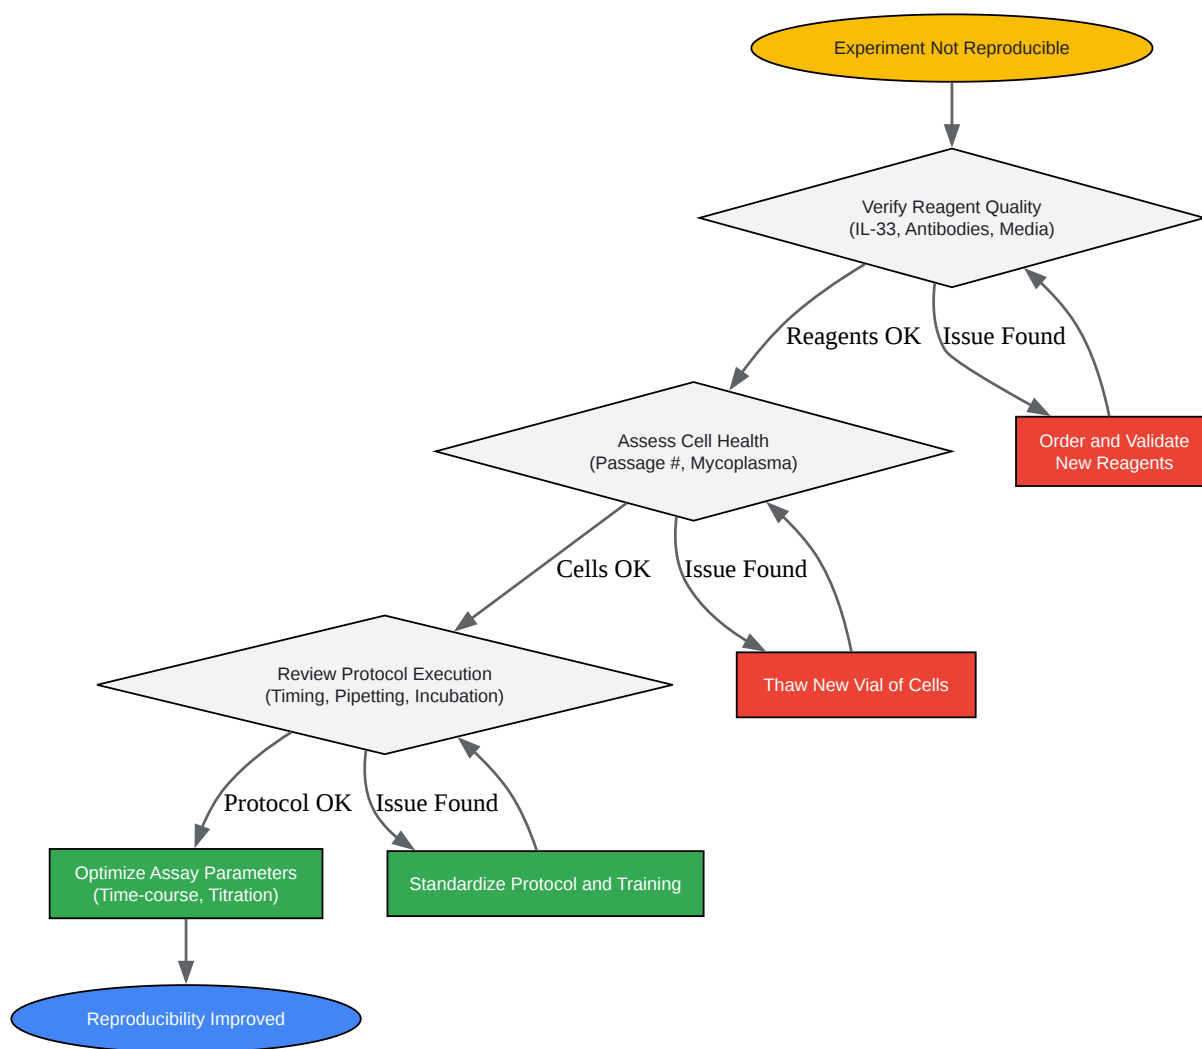 Experiment Not Reproducible
Verify Reagent Quality
(IL-33, Antibodies, Media)
Reagents OK
Issue Found
Order and Validate
New Reagents
Assess Cell Health
(Passage #, Mycoplasma)
Cells OK
Issue Found
Thaw New Vial of Cells
Review Protocol Execution
(Timing, Pipetting, Incubation)
Protocol OK
Issue Found
Optimize Assay Parameters
(Time-course, Titration)
Standardize Protocol and Training
Reproducibility Improved